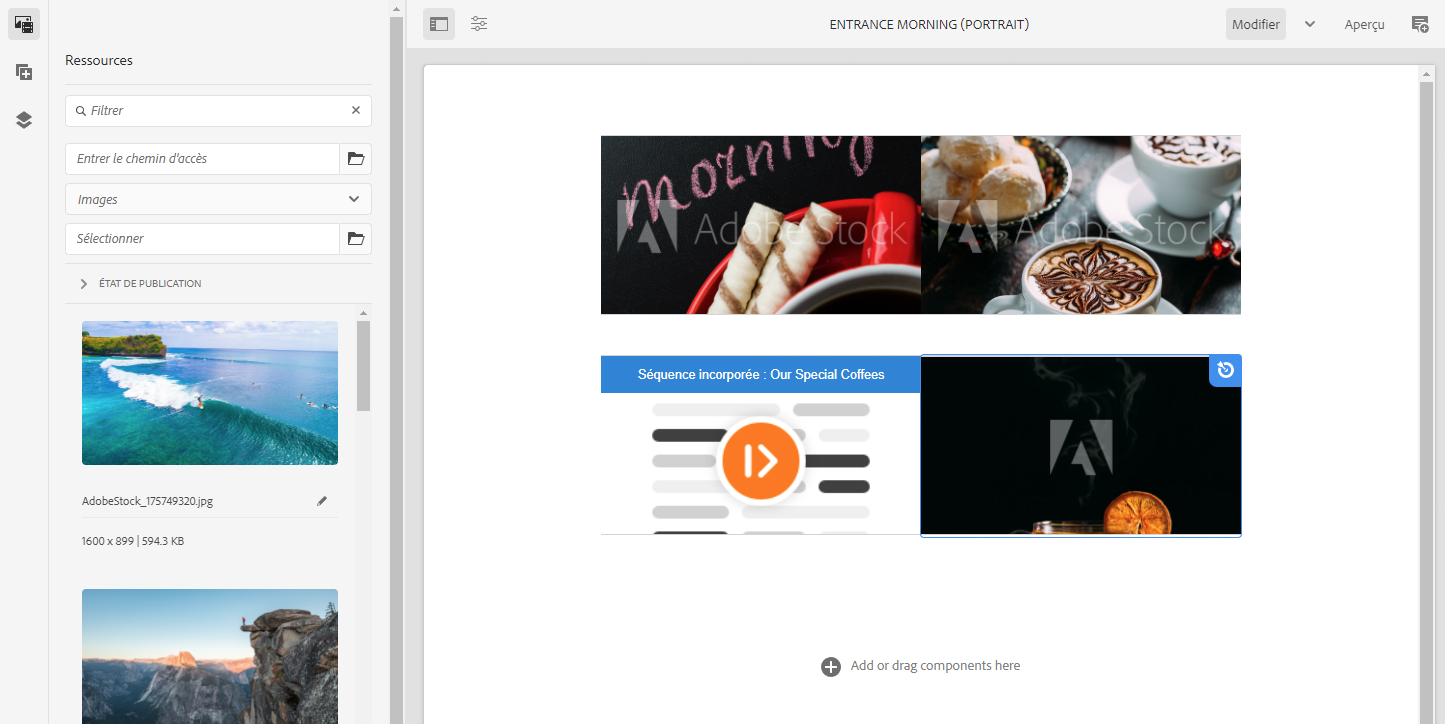 ENTRANCE MORNING (PORTRAIT)
Modifier
Aperçu
Ressources
Filtrer
Entrer le chemin d'accès
Images
Sélectionner
ÉTAT DE PUBLICATION
AdobeStock_175749320.jpg
1600 x 899 | 594.3 KB
morning
Adobe Stock
Adobe Stock
Séquence incorporée : Our Special Coffees
Add or drag components here